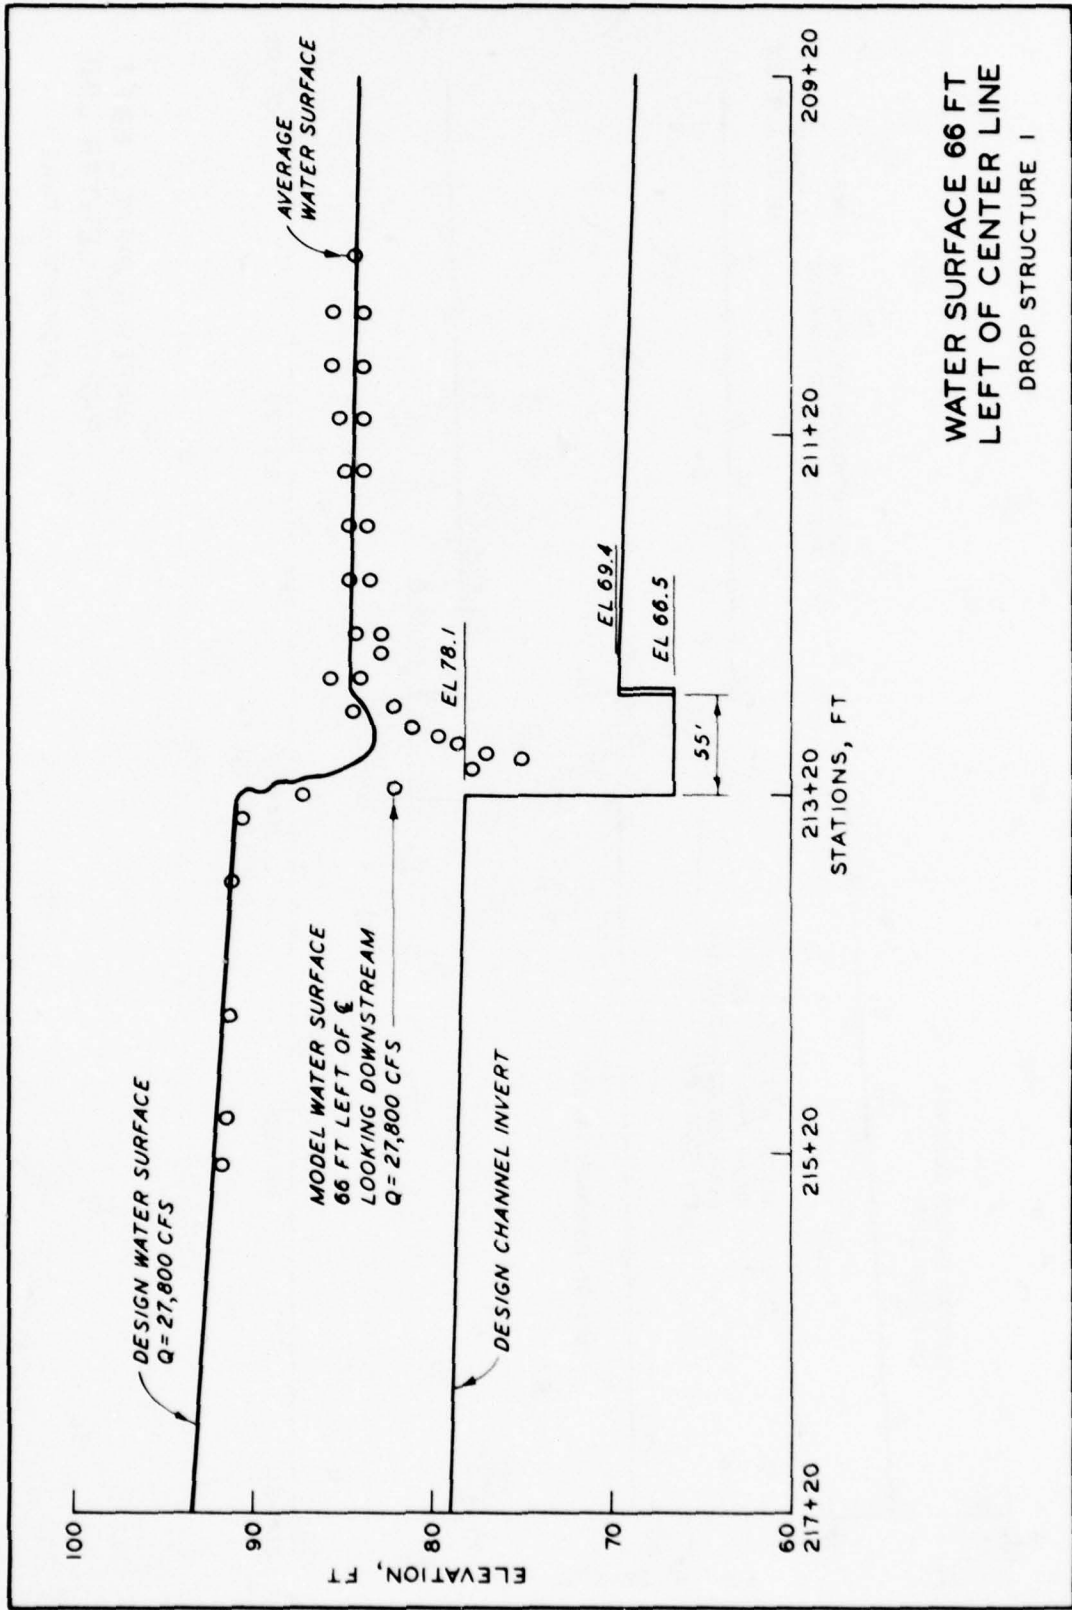 DESIGN WATER SURFACE
Q = 27,800 CFS
AVERAGE
WATER SURFACE
MODEL WATER SURFACE
66 FT LEFT OF ℄
LOOKING DOWNSTREAM
Q = 27,800 CFS
EL 78.1
DESIGN CHANNEL INVERT
EL 69.4
EL 66.5
55'
ELEVATION, FT
100
90
80
70
60
217+20
215+20
213+20
211+20
209+20
STATIONS, FT
WATER SURFACE 66 FT
LEFT OF CENTER LINE
DROP STRUCTURE 1